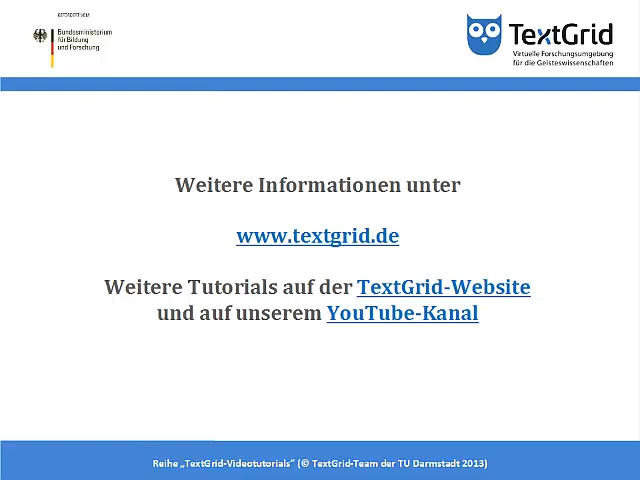 GEFÖRDERT VOM
Bundesministerium
für Bildung
und Forschung
TextGrid
Virtuelle Forschungsumgebung
für die Geisteswissenschaften
Weitere Informationen unter
www.textgrid.de
Weitere Tutorials auf der TextGrid-Website
und auf unserem YouTube-Kanal
Reihe „TextGrid-Videotutorials“ (© TextGrid-Team der TU Darmstadt 2013)